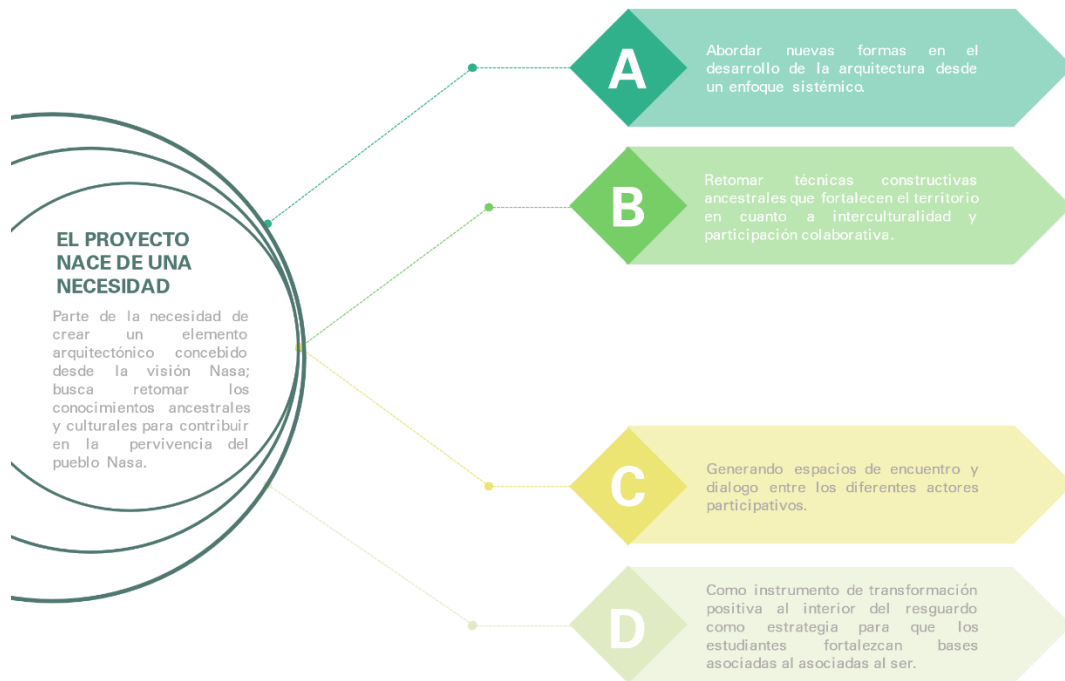 EL PROYECTO
NACE DE UNA
NECESIDAD
Parte de la necesidad de
crear un elemento
arquitectónico concebido
desde la visión Nasa;
busca retomar los
conocimientos ancestrales
y culturales para contribuir
en la pervivencia del
pueblo Nasa.
A
Abordar nuevas formas en el
desarrollo de la arquitectura desde
un enfoque sistémico.
B
Retomar técnicas constructivas
ancestrales que fortalecen el territorio
en cuanto a interculturalidad y
participación colaborativa.
C
Generando espacios de encuentro y
dialogo entre los diferentes actores
participativos.
D
Como instrumento de transformación
positiva al interior del resguardo
como estrategia para que los
estudiantes fortalezcan bases
asociadas al asociadas al ser.